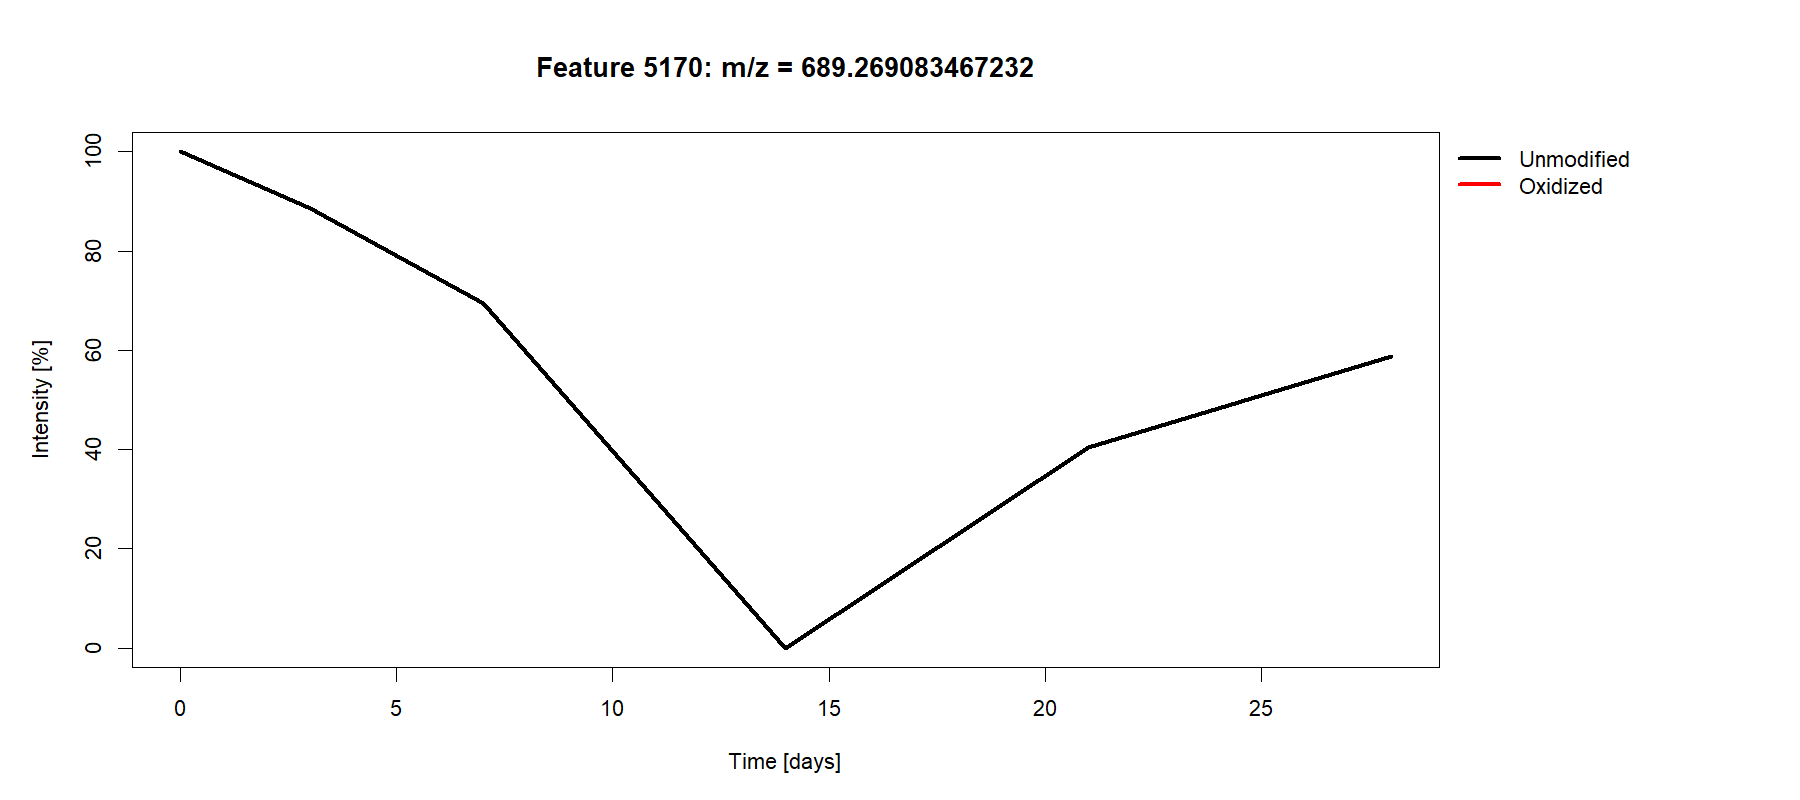 Feature 5170: m/z = 689.269083467232
Unmodified
Oxidized
Intensity [%]
100
80
60
40
20
0
0 5 10 15 20 25
Time [days]